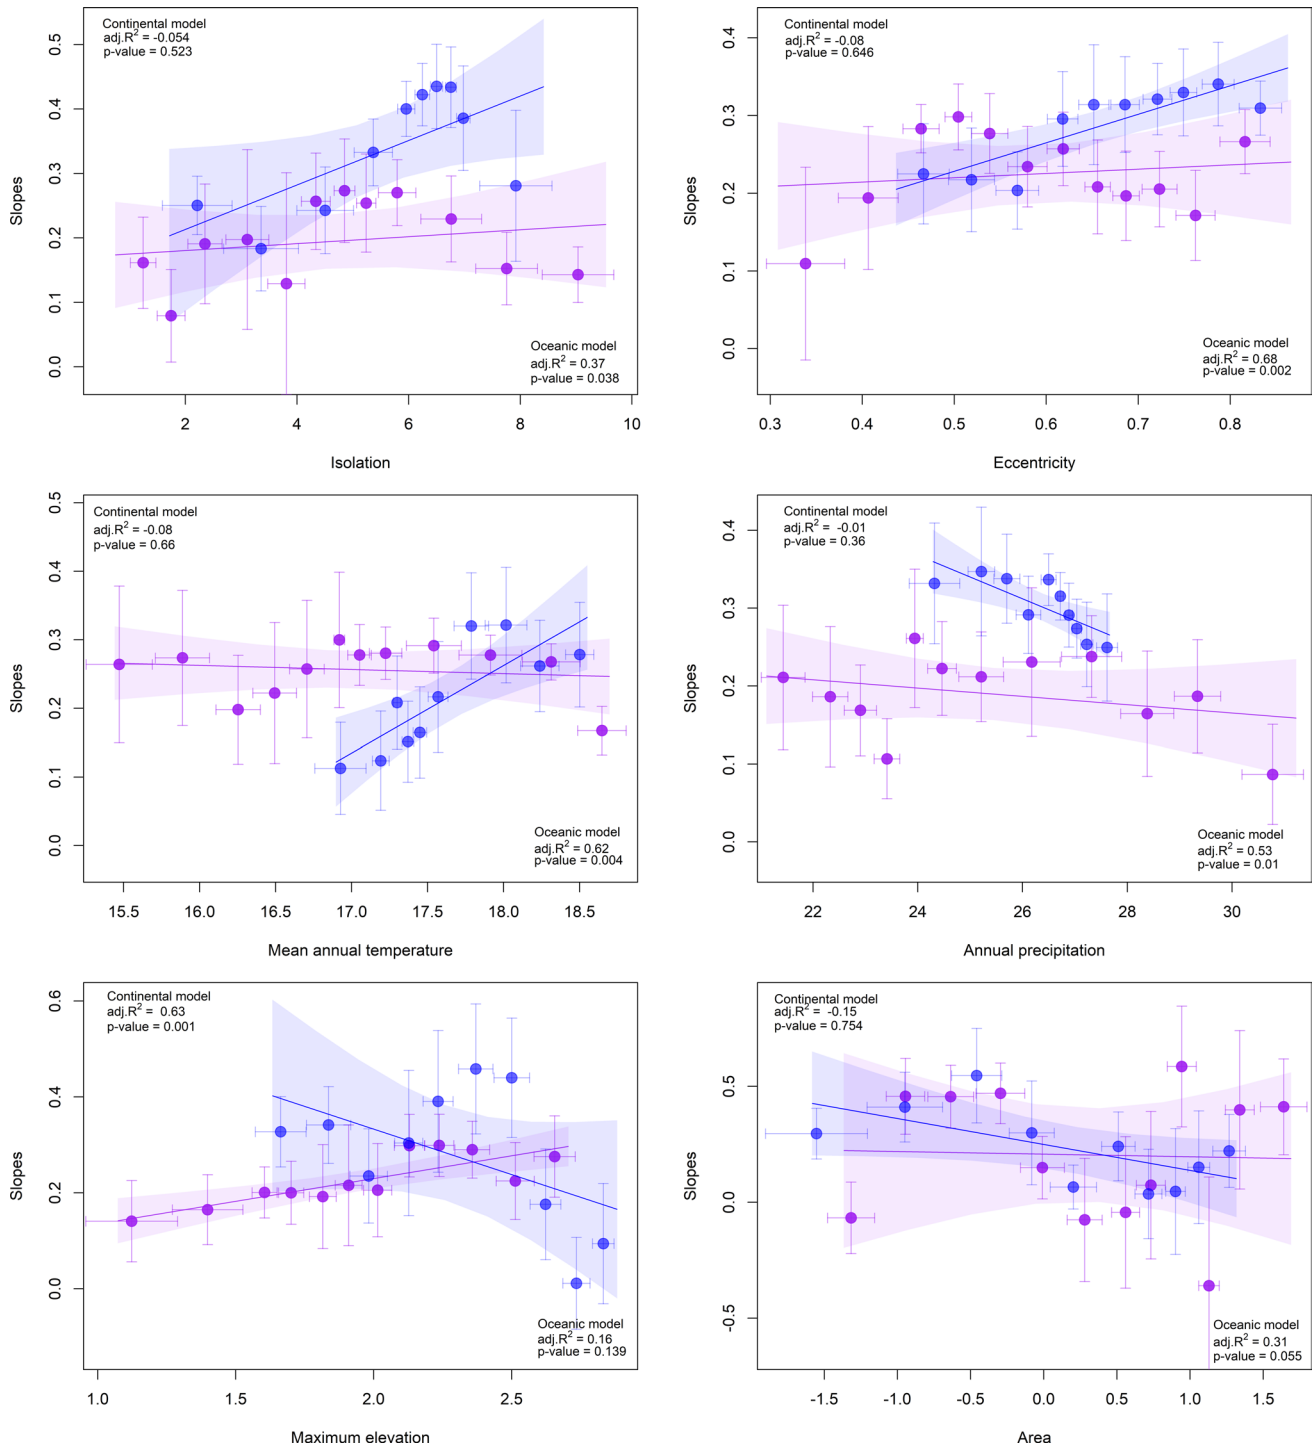 Continental model
adj.R2 = -0.054
p-value = 0.523
Slopes
0.5
0.4
0.3
0.2
0.1
0.0
Oceanic model
adj.R2 = 0.37
p-value = 0.038
2 4 6 8 10
Isolation
Continental model
adj.R2 = -0.08
p-value = 0.646
Slopes
0.4
0.3
0.2
0.1
0.0
Oceanic model
adj.R2 = 0.68
p-value = 0.002
0.3 0.4 0.5 0.6 0.7 0.8
Eccentricity
Continental model
adj.R2 = -0.08
p-value = 0.66
Slopes
0.5
0.4
0.3
0.2
0.1
0.0
Oceanic model
adj.R2 = 0.62
p-value = 0.004
15.5 16.0 16.5 17.0 17.5 18.0 18.5
Mean annual temperature
Continental model
adj.R2 = -0.01
p-value = 0.36
Slopes
0.4
0.3
0.2
0.1
0.0
Oceanic model
adj.R2 = 0.53
p-value = 0.01
22 24 26 28 30
Annual precipitation
Continental model
adj.R2 = 0.63
p-value = 0.001
Slopes
0.6
0.4
0.2
0.0
Oceanic model
adj.R2 = 0.16
p-value = 0.139
1.0 1.5 2.0 2.5
Maximum elevation
Continental model
adj.R2 = -0.15
p-value = 0.754
Slopes
0.5
0.0
-0.5
Oceanic model
adj.R2 = 0.31
p-value = 0.055
-1.5 -1.0 -0.5 0.0 0.5 1.0 1.5
Area